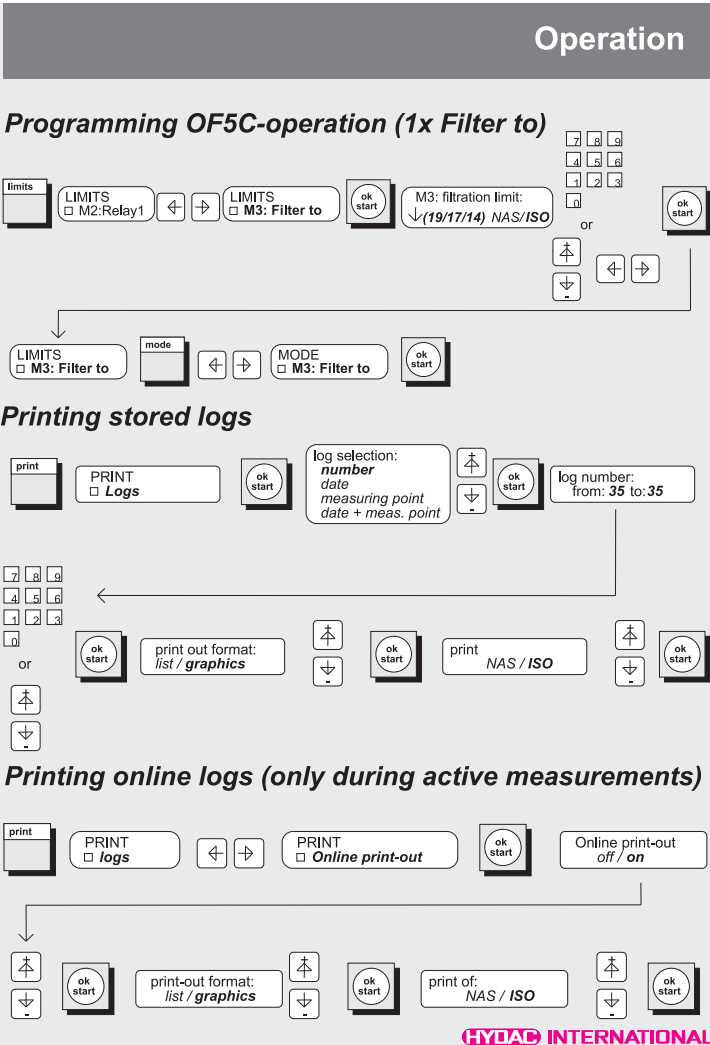 Operation
Programming OF5C-operation (1x Filter to)
7 8 9
4 5 6
1 2 3
0
or
limits
LIMITS
□ M2:Relay1
LIMITS
□ M3: Filter to
ok
start
M3: filtration limit:
↓(19/17/14) NAS/ISO
+
-
ok
start
LIMITS
□ M3: Filter to
mode
MODE
□ M3: Filter to
ok
start
Printing stored logs
print
PRINT
□ Logs
ok
start
log selection:
number
date
measuring point
date + meas. point
+
-
ok
start
log number:
from: 35 to:35
7 8 9
4 5 6
1 2 3
0
or
+
-
ok
start
print out format:
list / graphics
+
-
ok
start
print
NAS / ISO
+
-
ok
start
Printing online logs (only during active measurements)
print
PRINT
□ logs
PRINT
□ Online print-out
ok
start
Online print-out
off / on
+
-
ok
start
print-out format:
list / graphics
+
-
ok
start
print of:
NAS / ISO
+
-
ok
start
HYDAC INTERNATIONAL